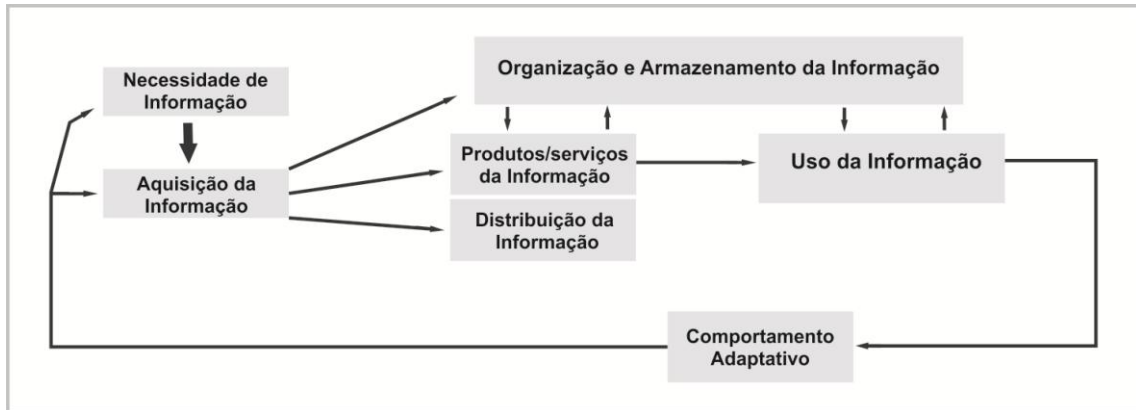 Necessidade de
Informação
Aquisição da
Informação
Organização e Armazenamento da Informação
Produtos/serviços
da Informação
Distribuição da
Informação
Uso da Informação
Comportamento
Adaptativo